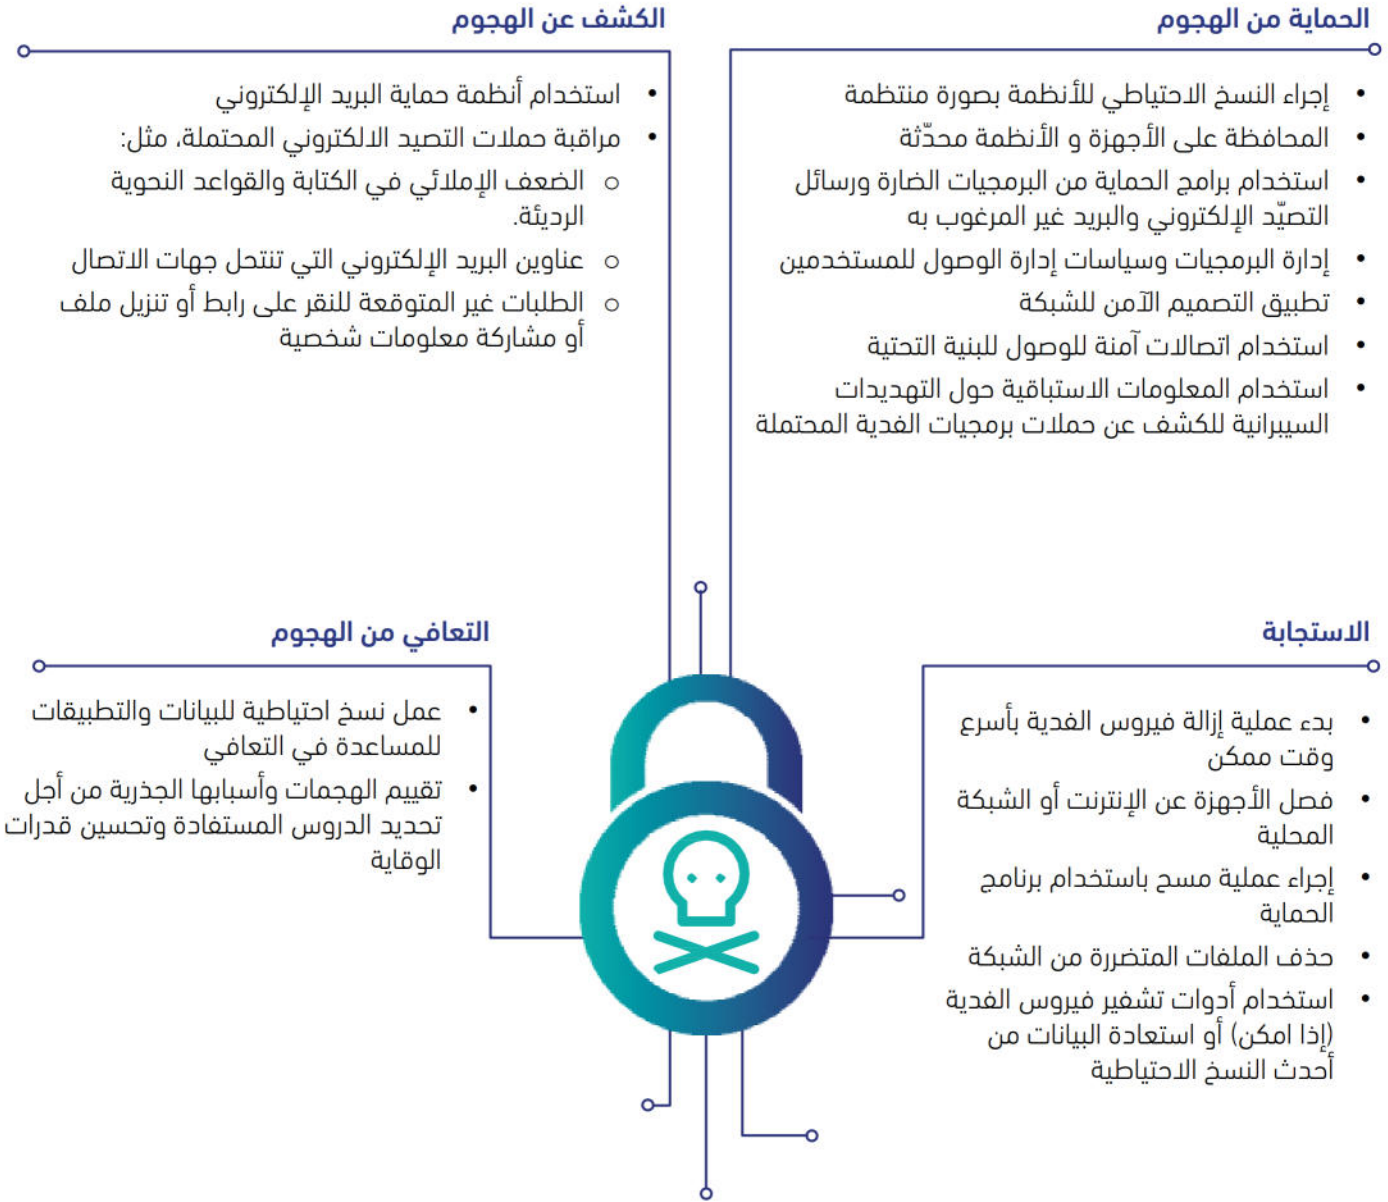 الحماية من الهجوم
• إجراء النسخ الاحتياطي للأنظمة بصورة منتظمة
• المحافظة على الأجهزة و الأنظمة محدّثة
• استخدام برامج الحماية من البرمجيات الضارة ورسائل
التصيّد الإلكتروني والبريد غير المرغوب به
• إدارة البرمجيات وسياسات إدارة الوصول للمستخدمين
• تطبيق التصميم الآمن للشبكة
• استخدام اتصالات آمنة للوصول للبنية التحتية
• استخدام المعلومات الاستباقية حول التهديدات
السيبرانية للكشف عن حملات برمجيات الفدية المحتملة
الكشف عن الهجوم
• استخدام أنظمة حماية البريد الإلكتروني
• مراقبة حملات التصيد الالكتروني المحتملة، مثل:
o الضعف الإملائي في الكتابة والقواعد النحوية
الرديئة.
o عناوين البريد الإلكتروني التي تنتحل جهات الاتصال
o الطلبات غير المتوقعة للنقر على رابط أو تنزيل ملف
أو مشاركة معلومات شخصية
الاستجابة
• بدء عملية إزالة فيروس الفدية بأسرع
وقت ممكن
• فصل الأجهزة عن الإنترنت أو الشبكة
المحلية
• إجراء عملية مسح باستخدام برنامج
الحماية
• حذف الملفات المتضررة من الشبكة
• استخدام أدوات تشفير فيروس الفدية
(إذا امكن) أو استعادة البيانات من
أحدث النسخ الاحتياطية
التعافي من الهجوم
• عمل نسخ احتياطية للبيانات والتطبيقات
للمساعدة في التعافي
• تقييم الهجمات وأسبابها الجذرية من أجل
تحديد الدروس المستفادة وتحسين قدرات
الوقاية